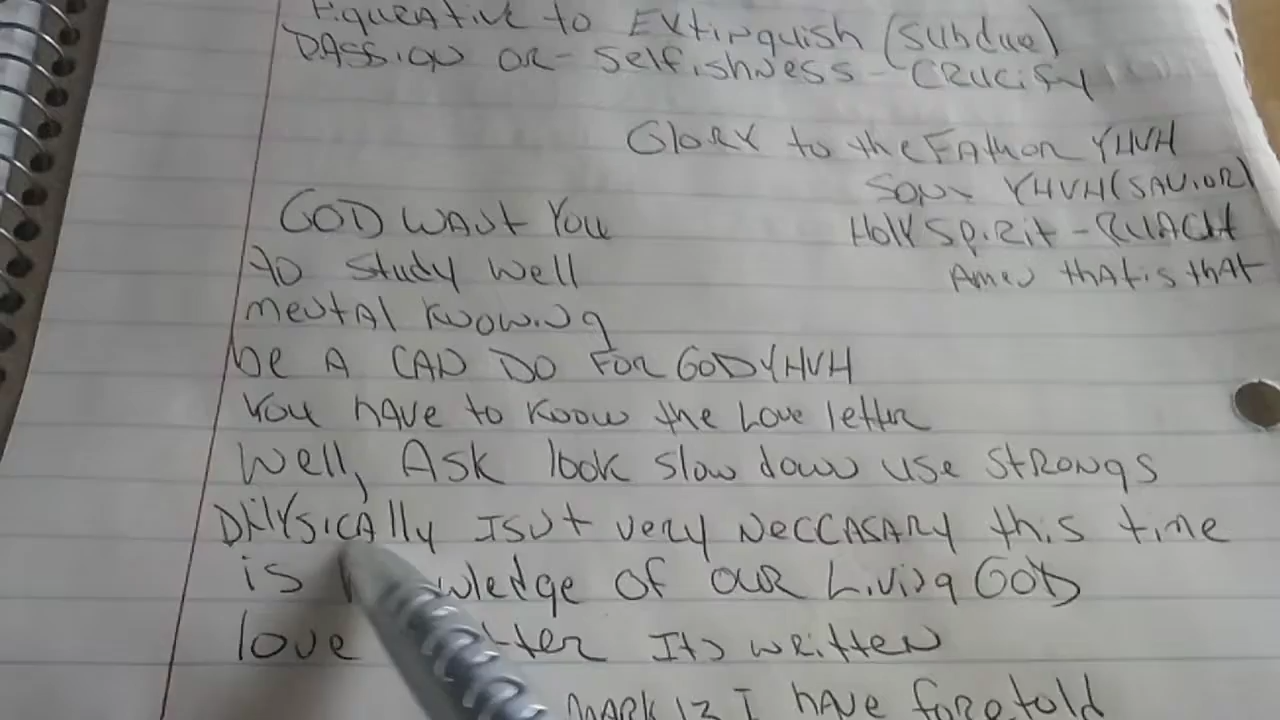 Figurative to Extinguish (subdue)
Passion or - selfishness - crucify
Glory to the Father YHVH
Son - YHVH (SAVIOR)
Holy Spirit - RUACH
Amen that is that
GOD WANT You
to study well
mental knowing
be A CAN DO FOR GOD YHVH
You have to know the Love letter
Well, Ask look slow down use STRONGS
Physically ISNt very NeccASARY this time
is of our Living GOD
love Its written
MARK 13 I have foretold